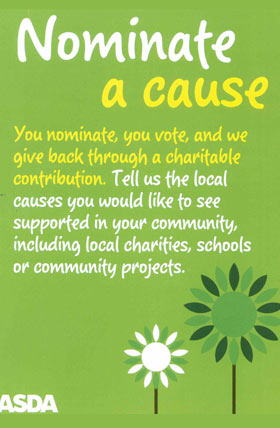 Nominate
a cause
You nominate, you vote, and we
give back through a charitable
contribution. Tell us the local
causes you would like to see
supported in your community,
including local charities, schools
or community projects.
ASDA